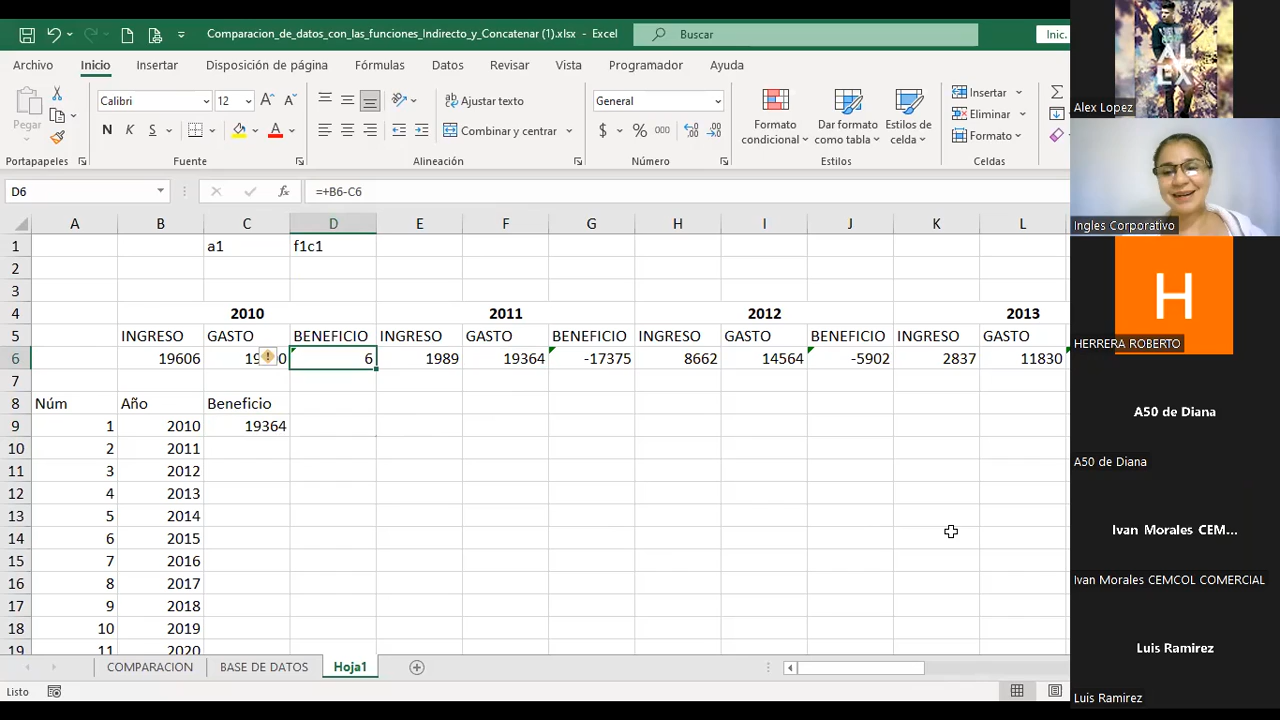 Comparacion_de_datos_con_las_funciones_Indirecto_y_Concatenar (1).xlsx - Excel
Buscar
Inic.
Archivo Inicio Insertar Disposición de página Fórmulas Datos Revisar Vista Programador Ayuda
Pegar
Calibri 12
N K S
Ajustar texto
Combinar y centrar
General
$ % 000
Formato condicional
Dar formato como tabla
Estilos de celda
Insertar
Eliminar
Formato
Portapapeles Fuente Alineación Número Estilos Celdas
D6 fx =+B6-C6
A B C D E F G H I J K L
1 a1 f1c1
2
3
4 2010 2011 2012 2013
5 INGRESO GASTO BENEFICIO INGRESO GASTO BENEFICIO INGRESO GASTO BENEFICIO INGRESO GASTO
6 19606 6 1989 19364 -17375 8662 14564 -5902 2837 11830
7
8 Núm Año Beneficio
9 1 2010 19364
10 2 2011
11 3 2012
12 4 2013
13 5 2014
14 6 2015
15 7 2016
16 8 2017
17 9 2018
18 10 2019
19 11 2020
COMPARACION BASE DE DATOS Hoja1
Listo
AL
EX
Alex Lopez
Ingles Corporativo
H
HERRERA ROBERTO
A50 de Diana
A50 de Diana
Ivan Morales CEM...
Ivan Morales CEMCOL COMERCIAL
Luis Ramirez
Luis Ramirez